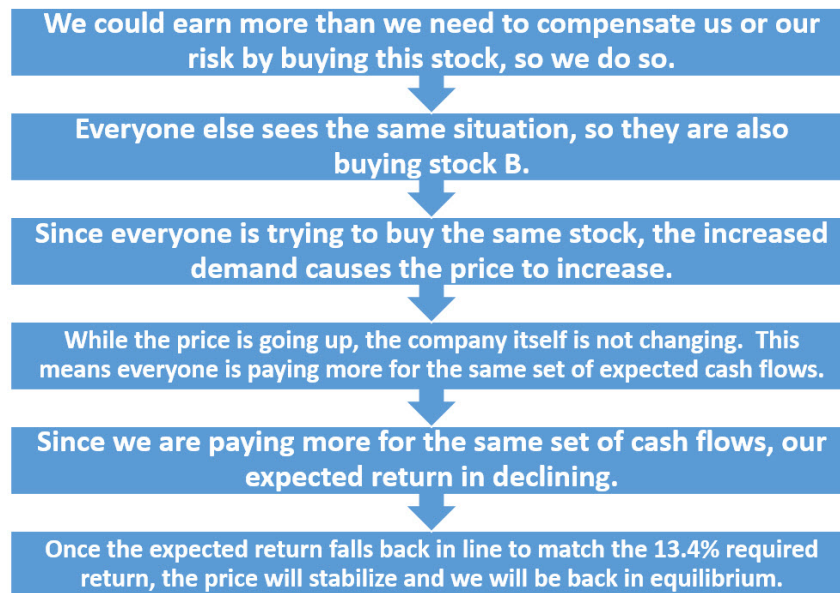 We could earn more than we need to compensate us or our
risk by buying this stock, so we do so.
Everyone else sees the same situation, so they are also
buying stock B.
Since everyone is trying to buy the same stock, the increased
demand causes the price to increase.
While the price is going up, the company itself is not changing.  This
means everyone is paying more for the same set of expected cash flows.
Since we are paying more for the same set of cash flows, our
expected return in declining.
Once the expected return falls back in line to match the 13.4% required
return, the price will stabilize and we will be back in equilibrium.